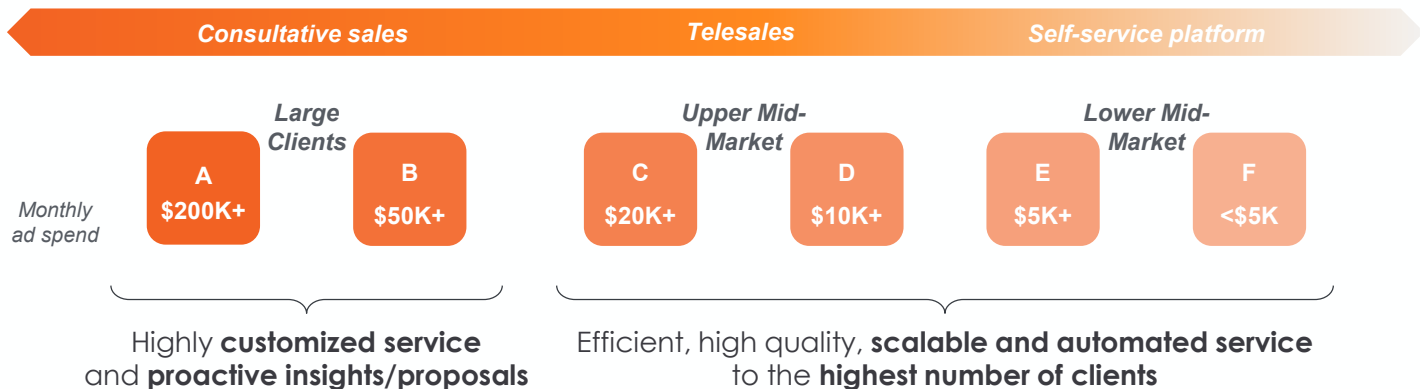 Consultative sales
Telesales
Self-service platform
Large
Clients
Upper Mid-
Market
Lower Mid-
Market
Monthly
ad spend
A
$200K+
B
$50K+
C
$20K+
D
$10K+
E
$5K+
F
<$5K
Highly customized service
and proactive insights/proposals
Efficient, high quality, scalable and automated service
to the highest number of clients